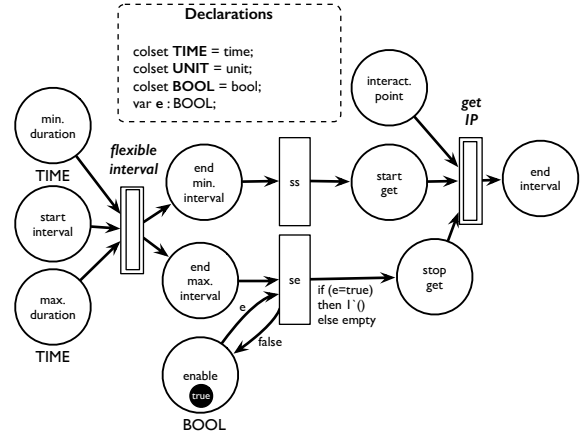 Declarations
colset TIME = time;
colset UNIT = unit;
colset BOOL = bool;
var e : BOOL;
min.
duration
TIME
flexible
interval
start
interval
max.
duration
TIME
end
min.
interval
end
max.
interval
ss
se
e
false
enable
true
BOOL
if (e=true)
then 1`()
else empty
interact.
point
start
get
stop
get
get
IP
end
interval